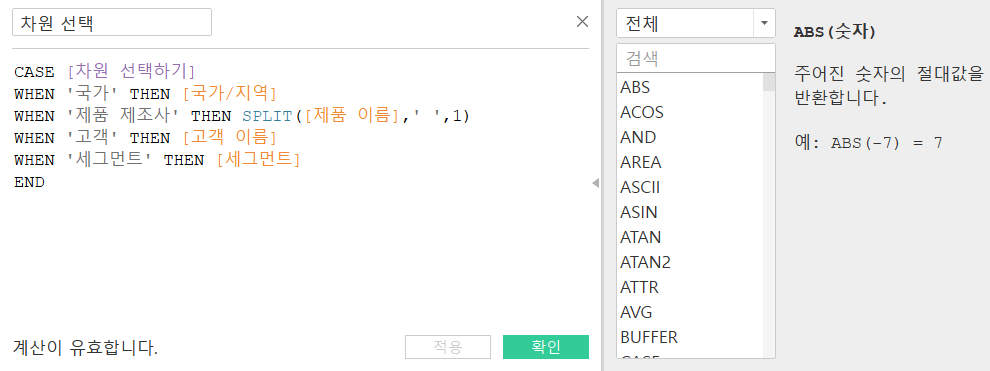 차원 선택
CASE [차원 선택하기]
WHEN '국가' THEN [국가/지역]
WHEN '제품 제조사' THEN SPLIT([제품 이름],' ',1)
WHEN '고객' THEN [고객 이름]
WHEN '세그먼트' THEN [세그먼트]
END
계산이 유효합니다.
적용
확인
전체
검색
ABS
ACOS
AND
AREA
ASCII
ASIN
ATAN
ATAN2
ATTR
AVG
BUFFER
CASE
ABS(숫자)
주어진 숫자의 절대값을
반환합니다.
예: ABS(-7) = 7